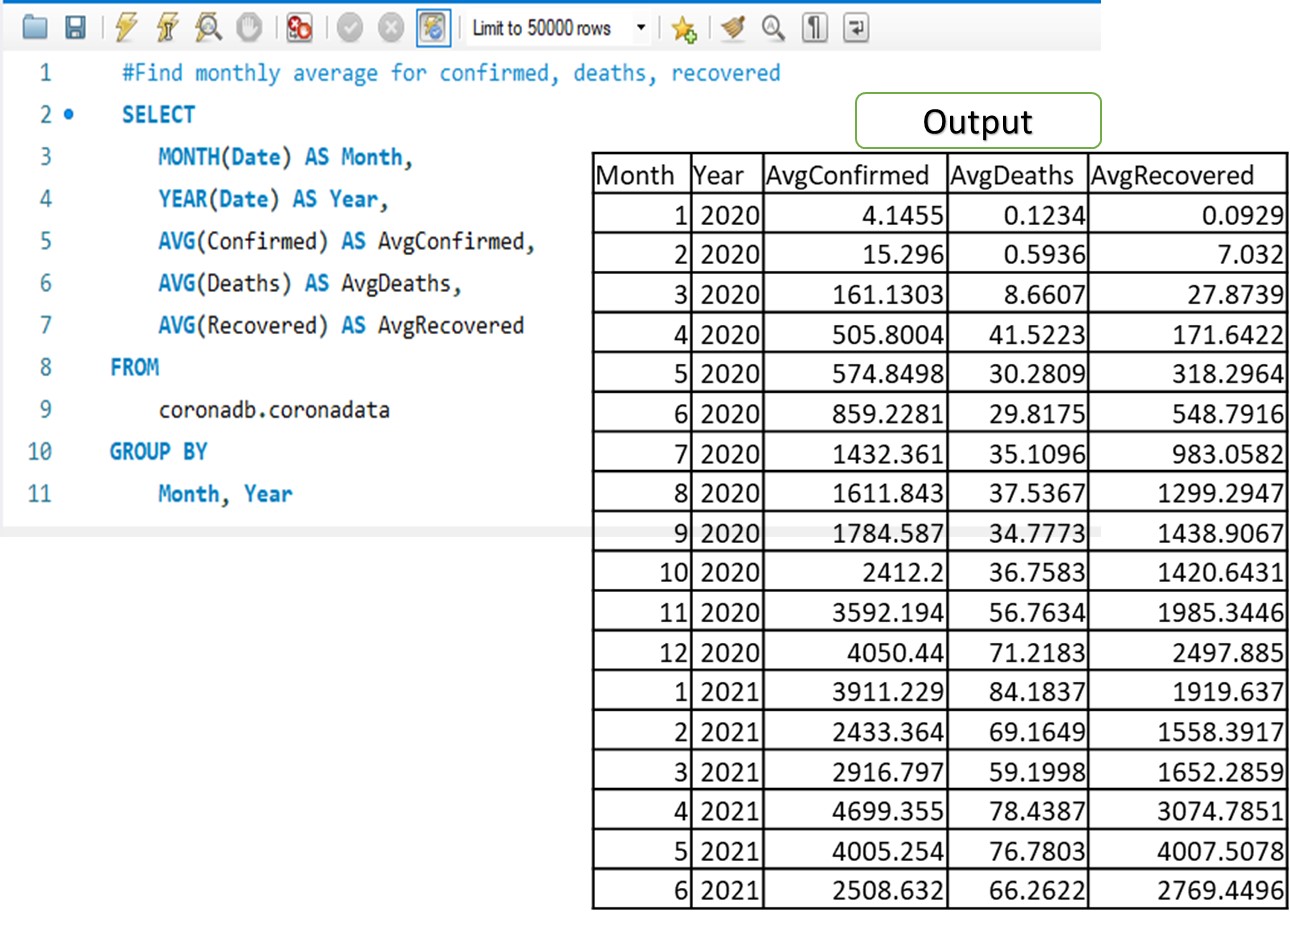 Limit to 50000 rows
1 #Find monthly average for confirmed, deaths, recovered
2 SELECT
3 MONTH(Date) AS Month,
4 YEAR(Date) AS Year,
5 AVG(Confirmed) AS AvgConfirmed,
6 AVG(Deaths) AS AvgDeaths,
7 AVG(Recovered) AS AvgRecovered
8 FROM
9 coronadb.coronadata
10 GROUP BY
11 Month, Year
Output
Month Year AvgConfirmed AvgDeaths AvgRecovered
1 2020 4.1455 0.1234 0.0929
2 2020 15.296 0.5936 7.032
3 2020 161.1303 8.6607 27.8739
4 2020 505.8004 41.5223 171.6422
5 2020 574.8498 30.2809 318.2964
6 2020 859.2281 29.8175 548.7916
7 2020 1432.361 35.1096 983.0582
8 2020 1611.843 37.5367 1299.2947
9 2020 1784.587 34.7773 1438.9067
10 2020 2412.2 36.7583 1420.6431
11 2020 3592.194 56.7634 1985.3446
12 2020 4050.44 71.2183 2497.885
1 2021 3911.229 84.1837 1919.637
2 2021 2433.364 69.1649 1558.3917
3 2021 2916.797 59.1998 1652.2859
4 2021 4699.355 78.4387 3074.7851
5 2021 4005.254 76.7803 4007.5078
6 2021 2508.632 66.2622 2769.4496